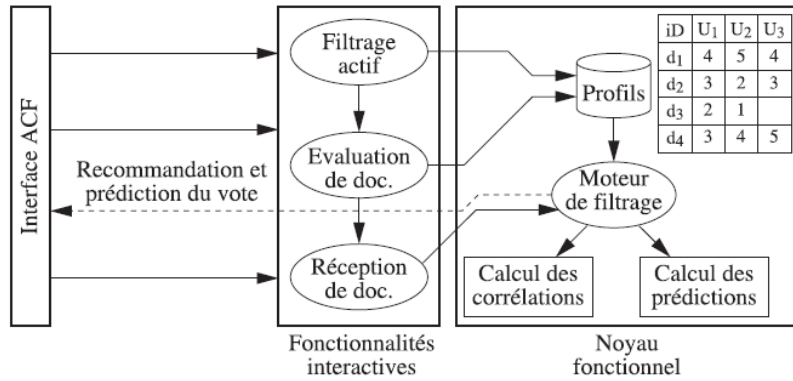 Interface ACF
Recommandation et
prédiction du vote
Filtrage
actif
Evaluation
de doc.
Réception
de doc.
Fonctionnalités
interactives
Profils
iD U1 U2 U3
d1 4 5 4
d2 3 2 3
d3 2 1
d4 3 4 5
Moteur
de filtrage
Calcul des
corrélations
Calcul des
prédictions
Noyau
fonctionnel